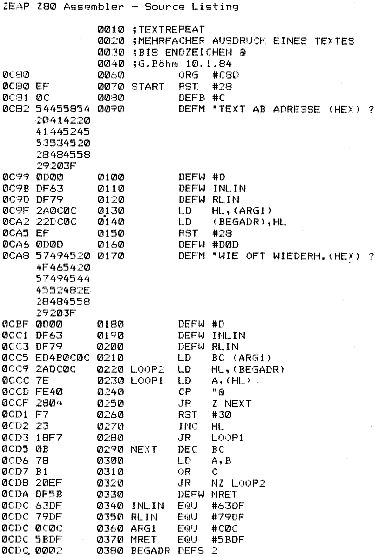 ZEAP Z80 Assembler - Source Listing
0010 ;TEXTREPEAT
0020 ;MEHRFACHER AUSDRUCK EINES TEXTES
0030 ;BIS ENDZEICHEN @
0040 ;G.Böhm 10.1.84
0C80 0060 ORG #C80
0C80 EF 0070 START RST #28
0C81 0C 0080 DEFB #C
0C82 54455854 0090 DEFM "TEXT AB ADRESSE (HEX) ?
20414220
41445245
53534520
28484558
29203F
0C99 0D00 0100 DEFW #D
0C9B DF63 0110 DEFW INLIN
0C9D DF79 0120 DEFW RLIN
0C9F 2A0C0C 0130 LD HL,(ARG1)
0CA2 22DC0C 0140 LD (BEGADR),HL
0CA5 EF 0150 RST #28
0CA6 0D0D 0160 DEFW #D0D
0CA8 57494520 0170 DEFM "WIE OFT WIEDERH.(HEX) ?
4F465420
57494544
4552482E
28484558
29203F
0CBF 0D00 0180 DEFW #D
0CC1 DF63 0190 DEFW INLIN
0CC3 DF79 0200 DEFW RLIN
0CC5 ED4B0C0C 0210 LD BC (ARG1)
0CC9 2ADC0C 0220 LOOP2 LD HL,(BEGADR)
0CCC 7E 0230 LOOP1 LD A,(HL)
0CCD FE40 0240 CP "@
0CCF 2804 0250 JR Z NEXT
0CD1 F7 0260 RST #30
0CD2 23 0270 INC HL
0CD3 18F7 0280 JR LOOP1
0CD5 0B 0290 NEXT DEC BC
0CD6 78 0300 LD A,B
0CD7 B1 0310 OR C
0CD8 20EF 0320 JR NZ LOOP2
0CDA DF5B 0330 DEFW MRET
0CDC 63DF 0340 INLIN EQU #63DF
0CDC 79DF 0350 RLIN EQU #79DF
0CDC 0C0C 0360 ARG1 EQU #C0C
0CDC 5BDF 0370 MRET EQU #5BDF
0CDC 0002 0380 BEGADR DEFS 2